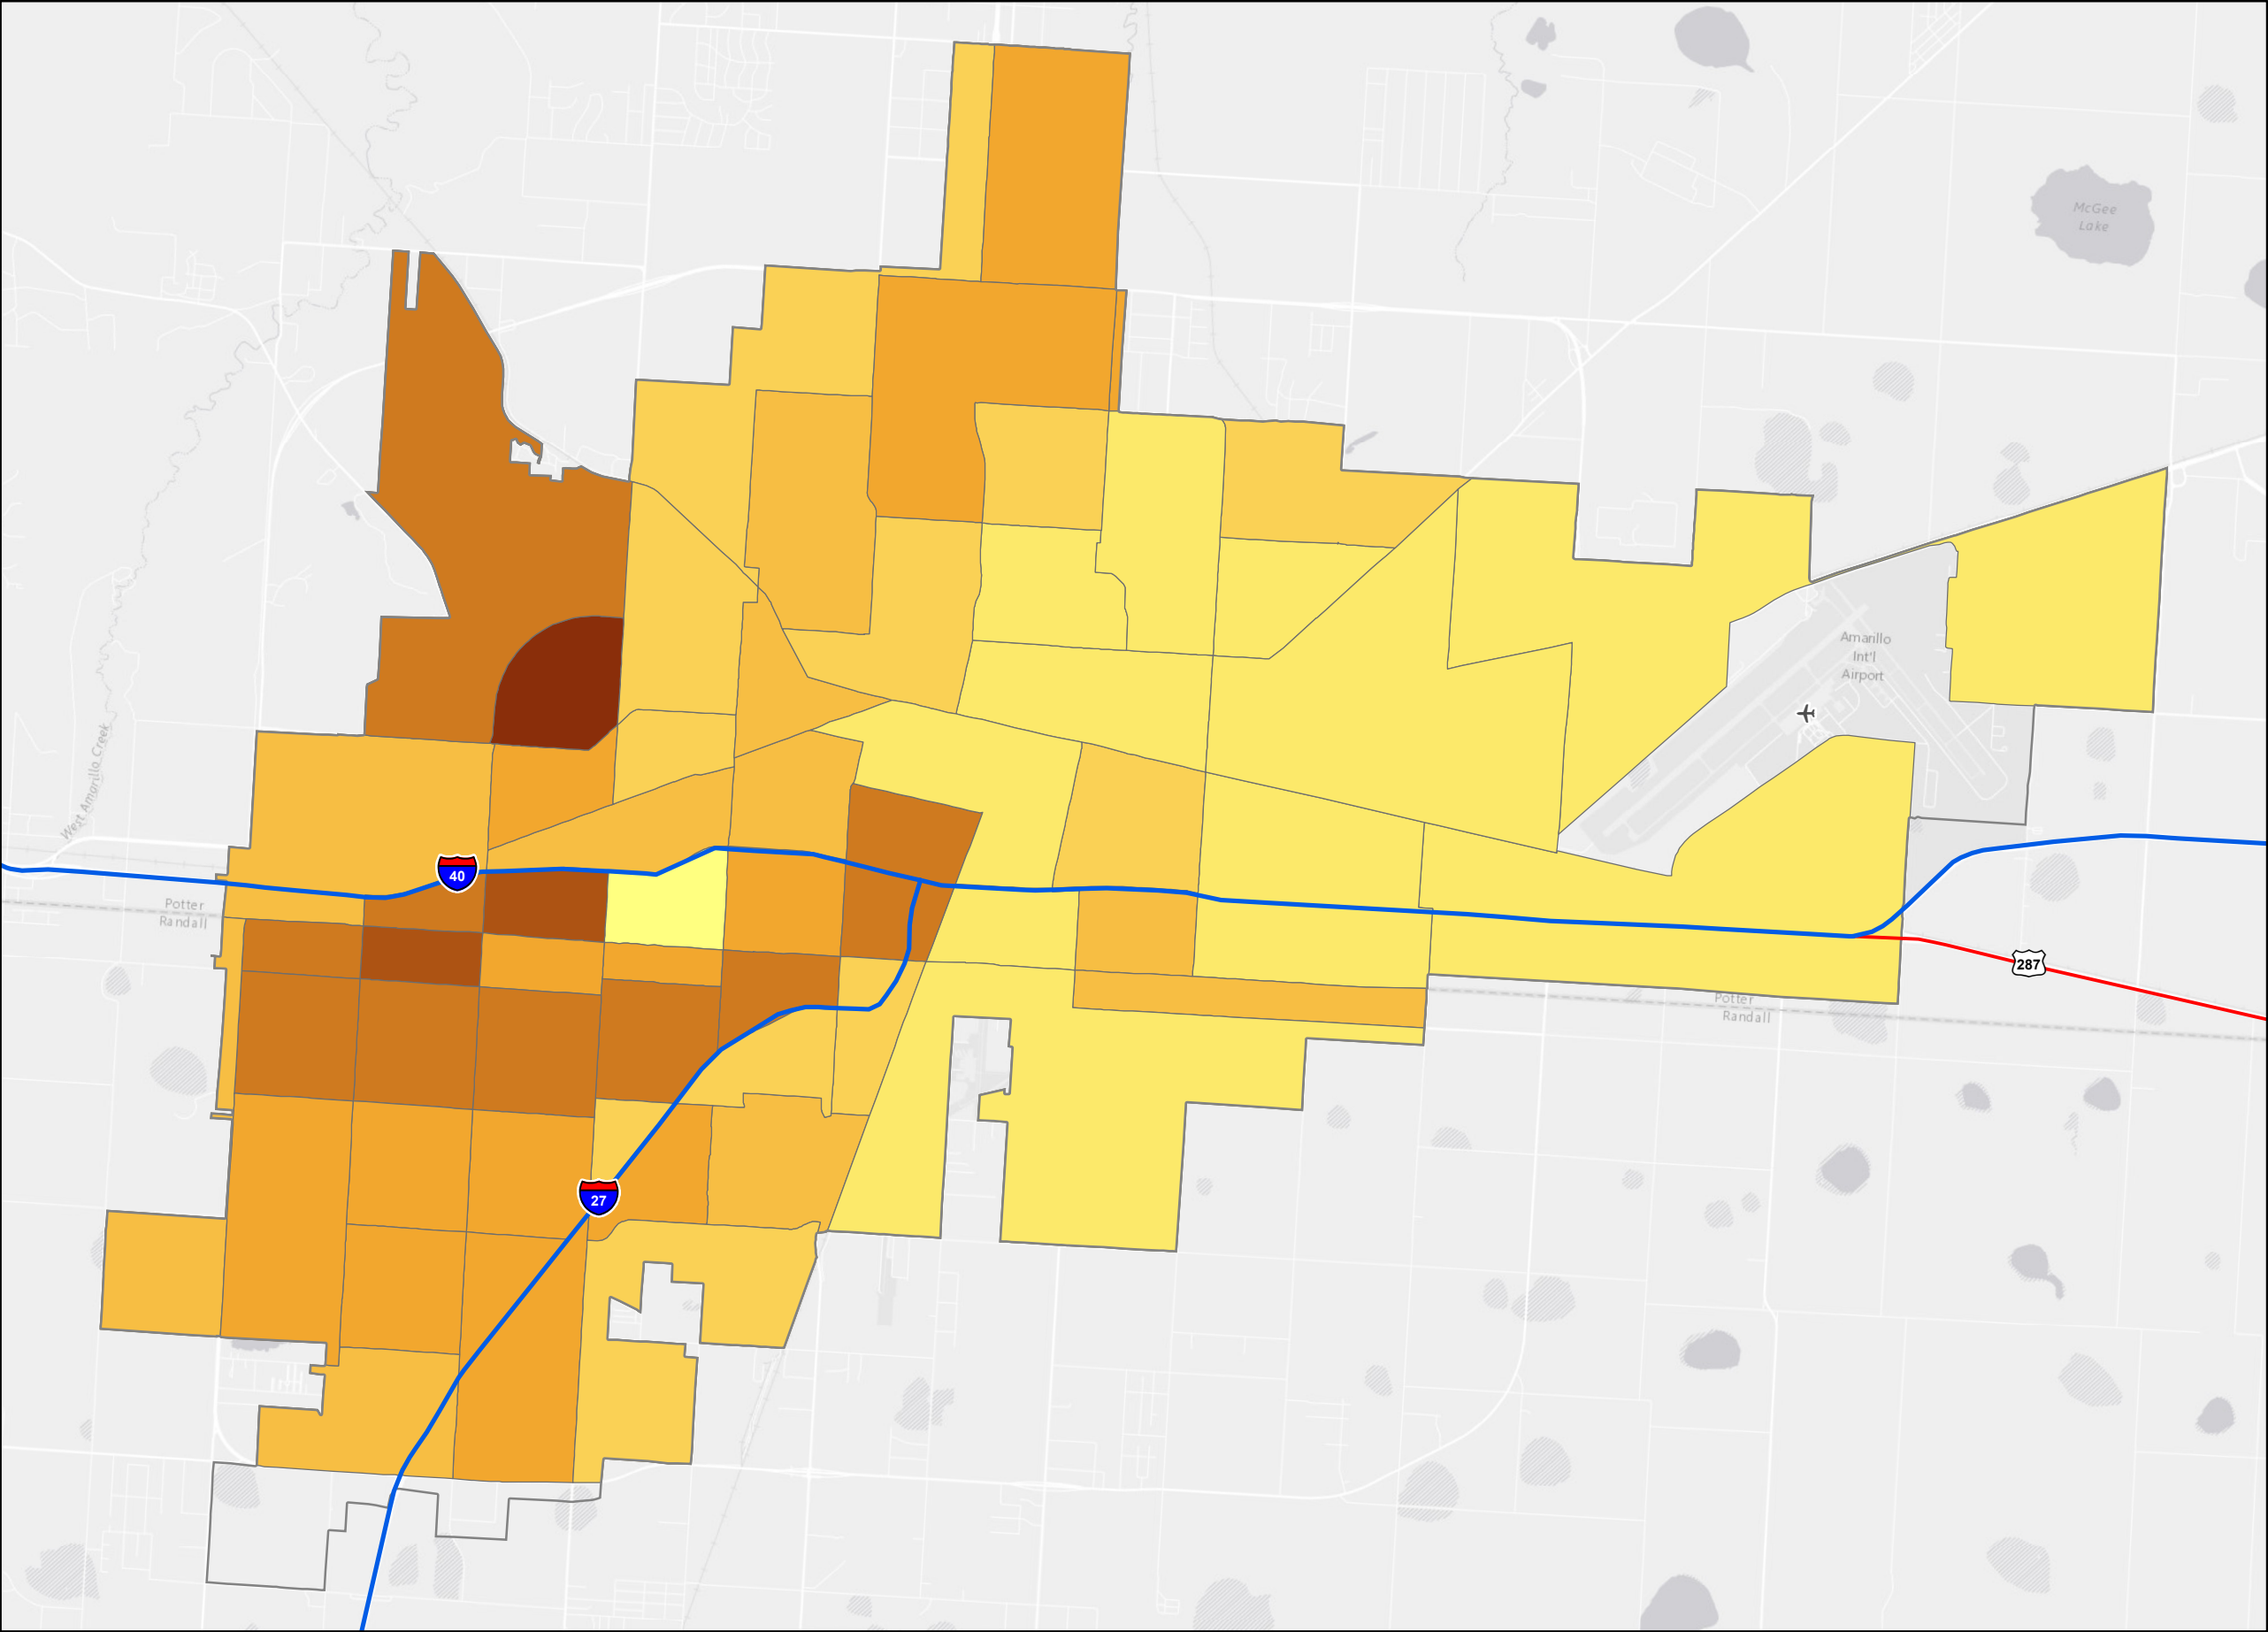 McGee
Lake
Amarillo
Int'l
Airport
West Amarillo Creek
40
Potter
Randall
287
Potter
Randall
27